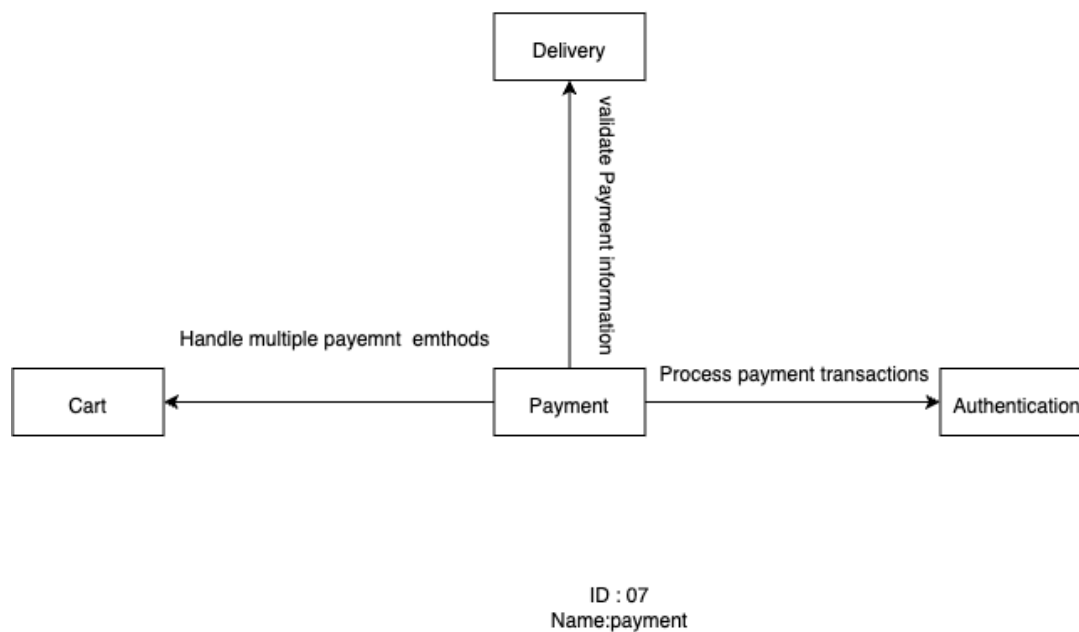 Delivery
validate Payment information
Handle multiple payemnt  emthods
Process payment transactions
Cart
Payment
Authentication
ID : 07
Name:payment